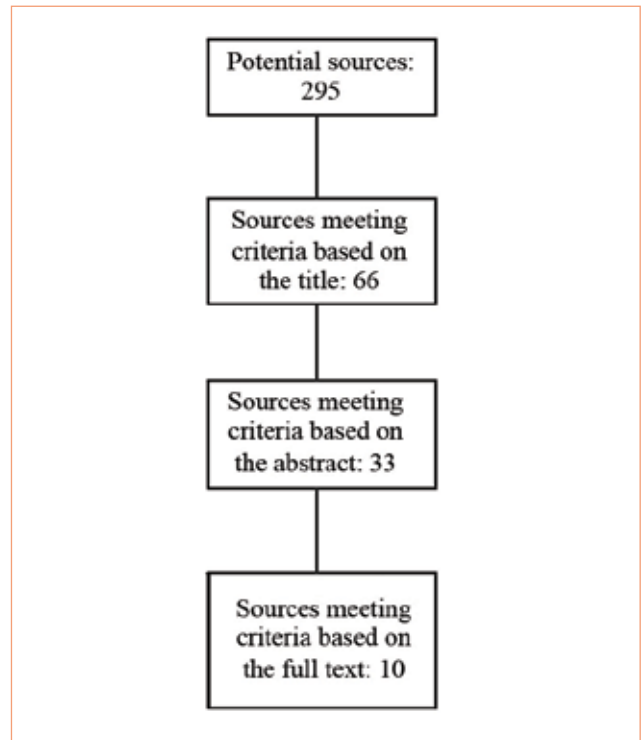 Potential sources:
295
Sources meeting
criteria based on
the title: 66
Sources meeting
criteria based on
the abstract: 33
Sources meeting
criteria based on
the full text: 10